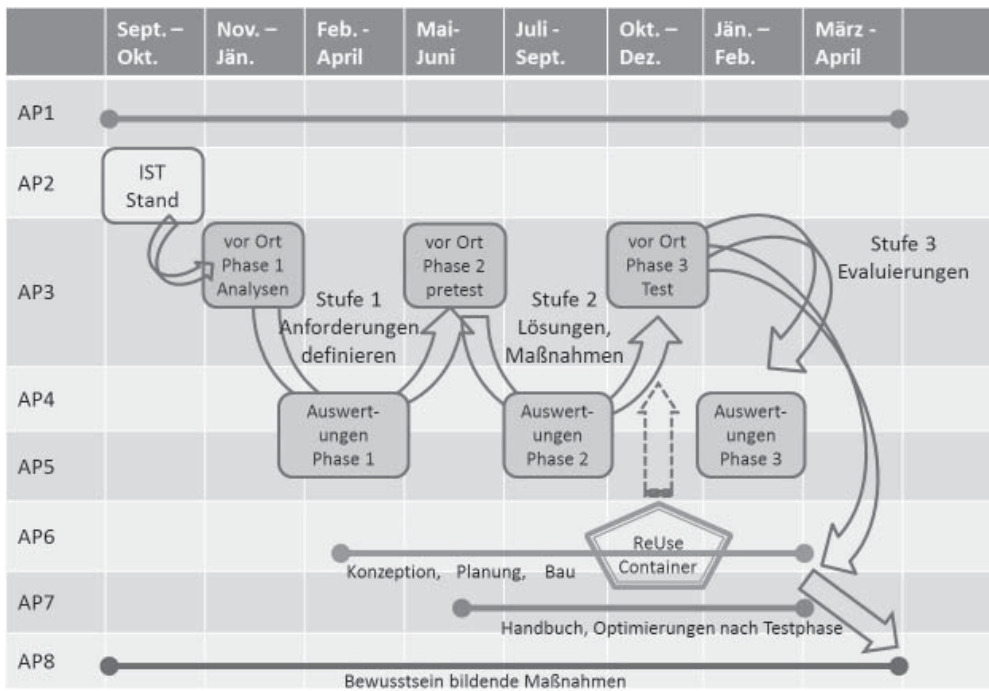 Sept. –
Okt.
Nov. –
Jän.
Feb. -
April
Mai-
Juni
Juli -
Sept.
Okt. –
Dez.
Jän. –
Feb.
März -
April
AP1
AP2
IST
Stand
AP3
vor Ort
Phase 1
Analysen
Stufe 1
Anforderungen
definieren
vor Ort
Phase 2
pretest
Stufe 2
Lösungen,
Maßnahmen
vor Ort
Phase 3
Test
Stufe 3
Evaluierungen
AP4
AP5
Auswert-
ungen
Phase 1
Auswert-
ungen
Phase 2
Auswert-
ungen
Phase 3
AP6
ReUse
Container
Konzeption, Planung, Bau
AP7
Handbuch, Optimierungen nach Testphase
AP8
Bewusstsein bildende Maßnahmen